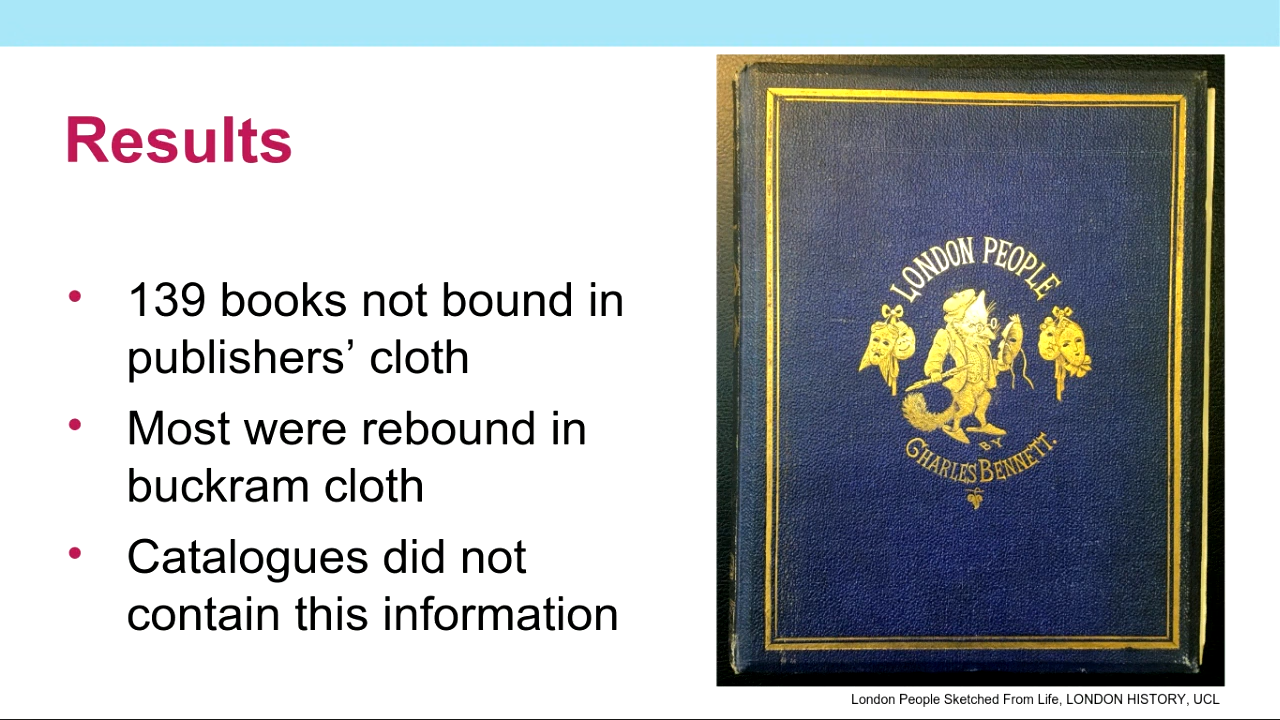 Results
• 139 books not bound in
publishers’ cloth
• Most were rebound in
buckram cloth
• Catalogues did not
contain this information
LONDON PEOPLE
BY
CHARLES BENNETT.
London People Sketched From Life, LONDON HISTORY, UCL